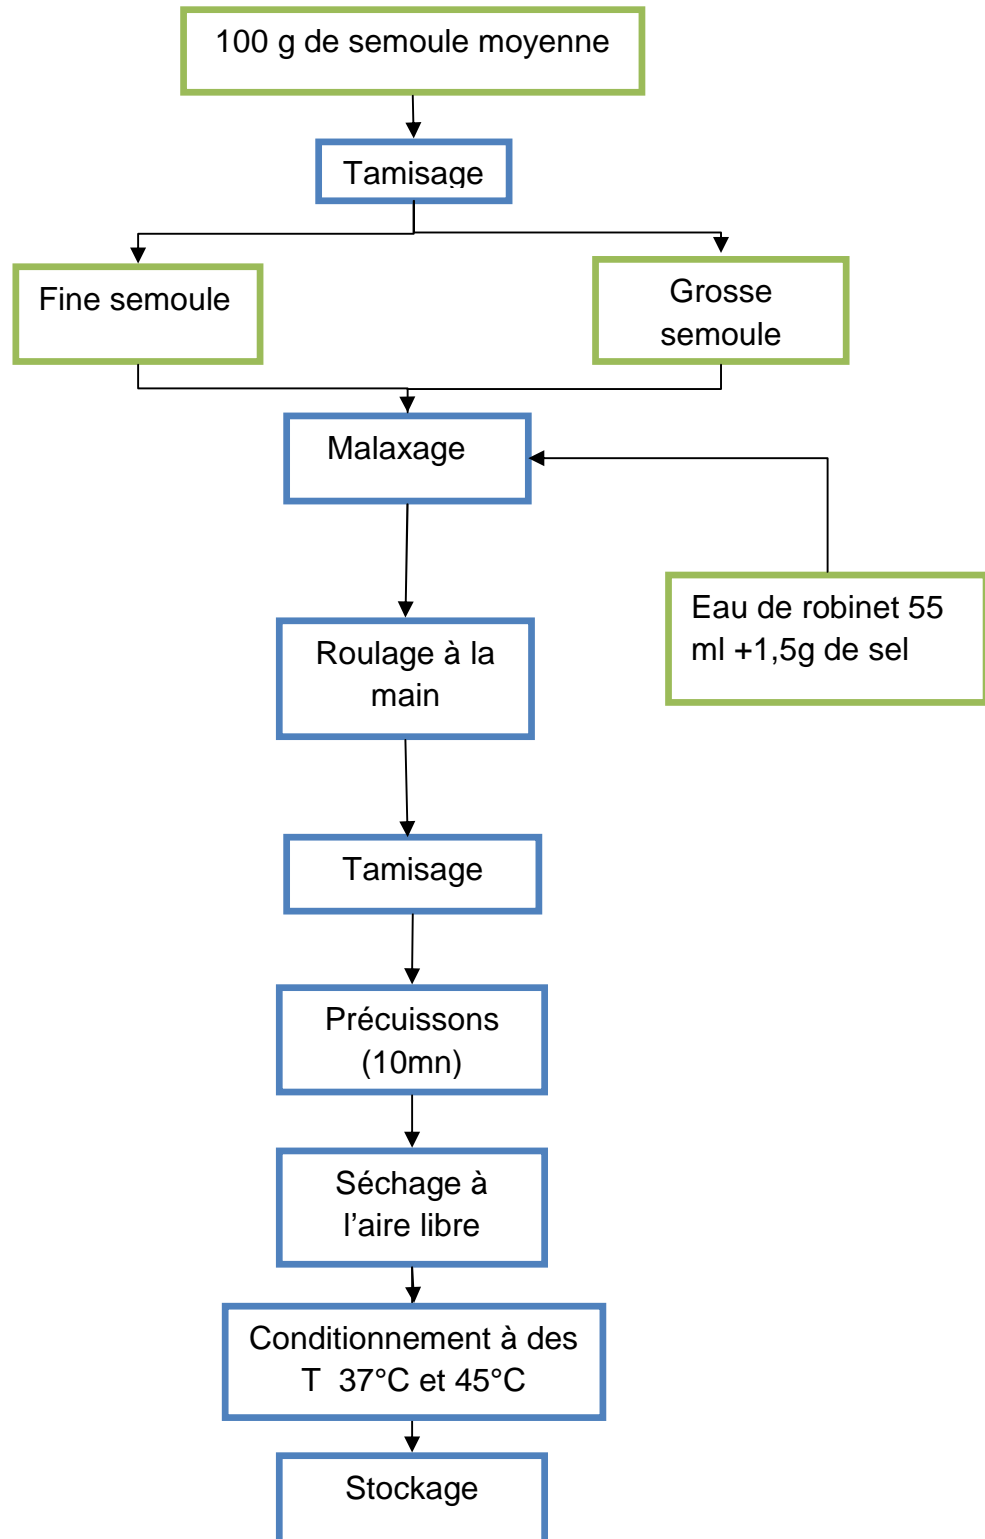 100 g de semoule moyenne
Tamisage
Fine semoule
Grosse
semoule
Malaxage
Eau de robinet 55
ml +1,5g de sel
Roulage à la
main
Tamisage
Précuissons
(10mn)
Séchage à
l’aire libre
Conditionnement à des
T  37°C et 45°C
Stockage